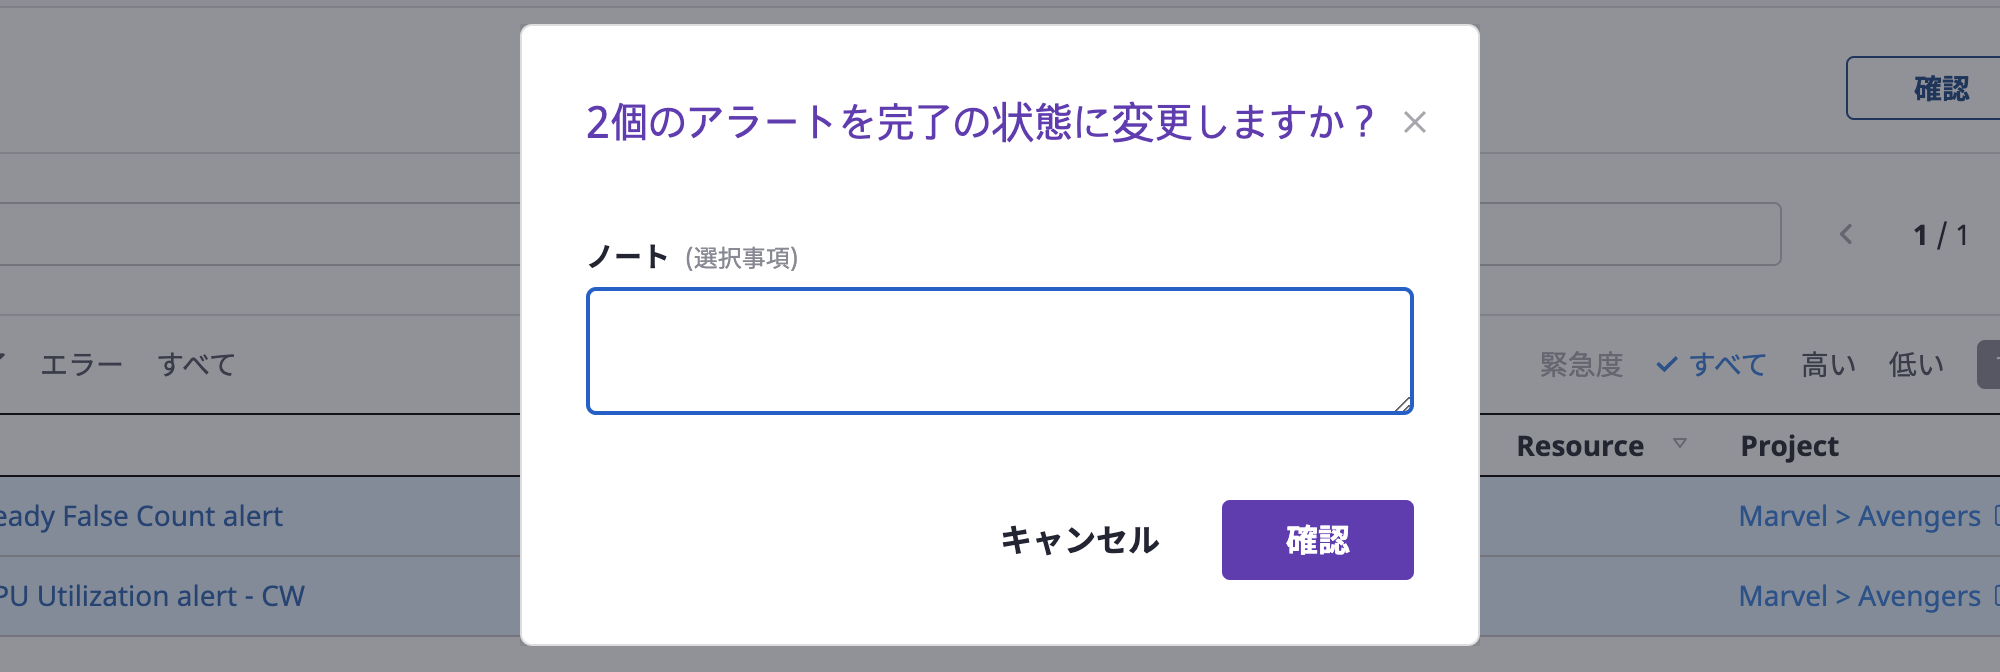 2個のアラートを完了の状態に変更しますか？
ノート (選択事項)
キャンセル 確認
確認
1 / 1
エラー すべて
緊急度 すべて 高い 低い
Resource Project
False Count alert Marvel > Avengers
Utilization alert - CW Marvel > Avengers